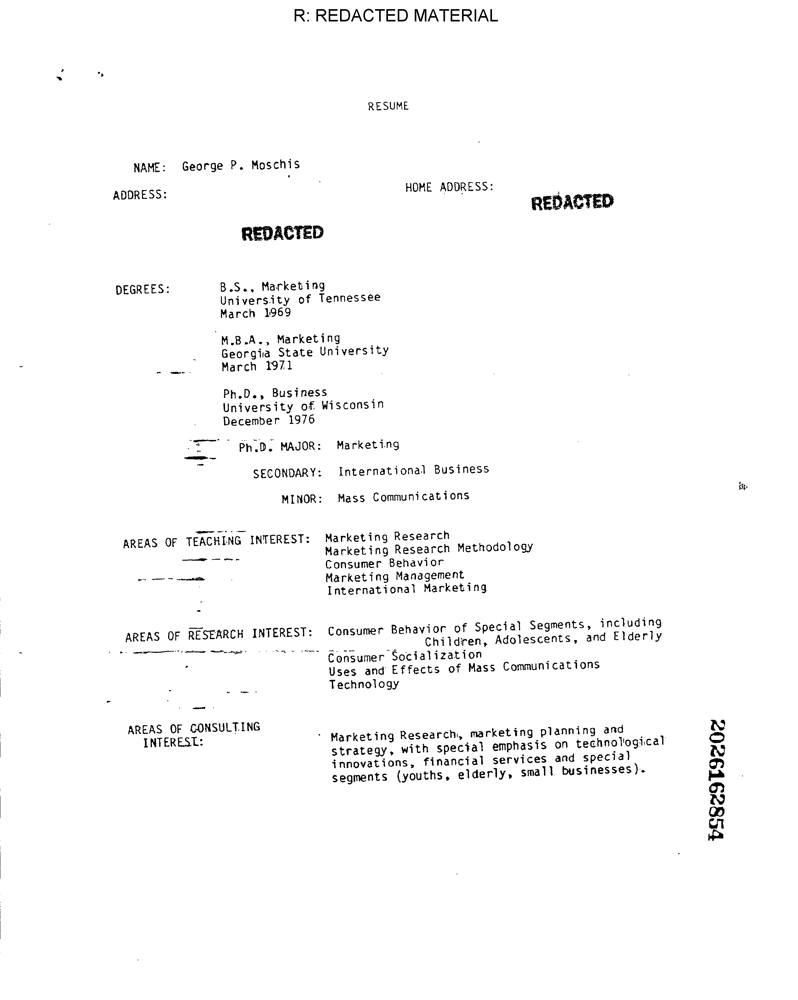 R: REDACTED MATERIAL
RESUME
NAME: George P. Moschis
ADDRESS:
HOME ADDRESS:
REDACTED
REDACTED
DEGREES: B.S., Marketing
University of Tennessee
March 1969
M.B.A., Marketing
Georgia State University
March 1971
Ph.D., Business
University of Wisconsin
December 1976
Ph.D. MAJOR: Marketing
SECONDARY: International Business
MINOR: Mass Communications
AREAS OF TEACHING INTEREST: Marketing Research
Marketing Research Methodology
Consumer Behavior
Marketing Management
International Marketing
AREAS OF RESEARCH INTEREST: Consumer Behavior of Special Segments, including
Children, Adolescents, and Elderly
Consumer Socialization
Uses and Effects of Mass Communications
Technology
AREAS OF CONSULTING
INTEREST:
Marketing Research, marketing planning and
strategy, with special emphasis on technological
innovations, financial services and special
segments (youths, elderly, small businesses).
2026162854